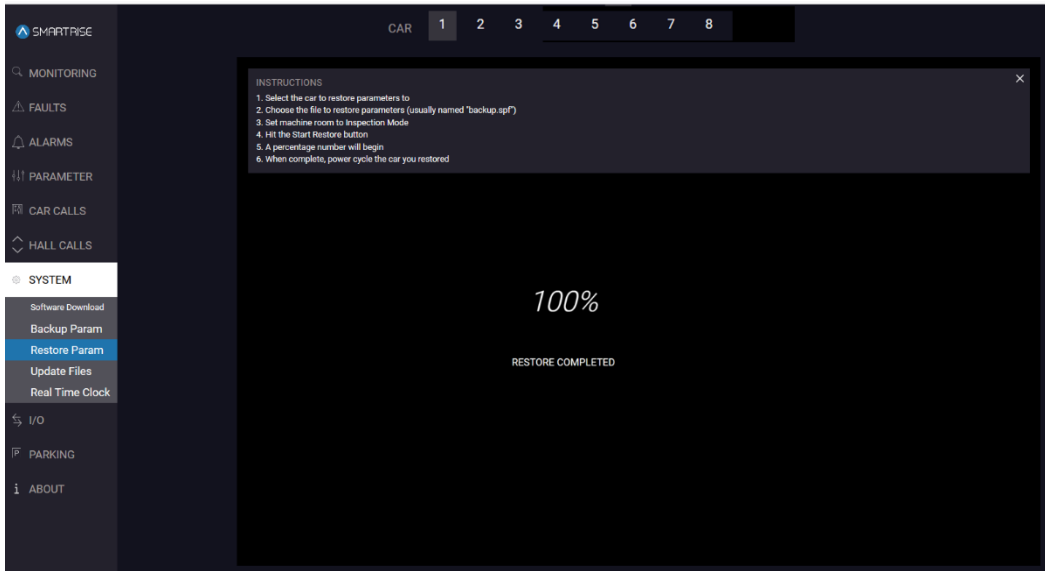 SMARTRISE
CAR 1 2 3 4 5 6 7 8
MONITORING
FAULTS
ALARMS
PARAMETER
CAR CALLS
HALL CALLS
SYSTEM
Software Download
Backup Param
Restore Param
Update Files
Real Time Clock
I/O
P PARKING
i ABOUT
INSTRUCTIONS
1. Select the car to restore parameters to
2. Choose the file to restore parameters (usually named "backup.spf")
3. Set machine room to Inspection Mode
4. Hit the Start Restore button
5. A percentage number will begin
6. When complete, power cycle the car you restored
100%
RESTORE COMPLETED